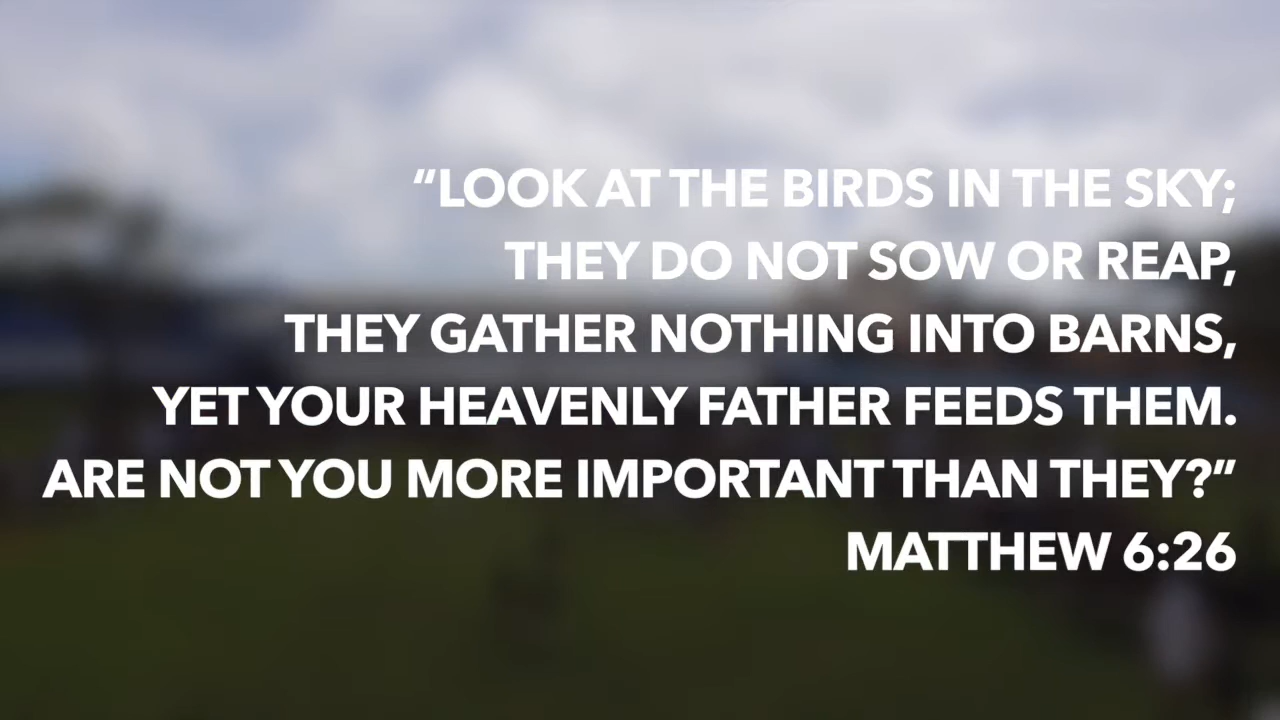 “LOOK AT THE BIRDS IN THE SKY;
THEY DO NOT SOW OR REAP,
THEY GATHER NOTHING INTO BARNS,
YET YOUR HEAVENLY FATHER FEEDS THEM.
ARE NOT YOU MORE IMPORTANT THAN THEY?”
MATTHEW 6:26